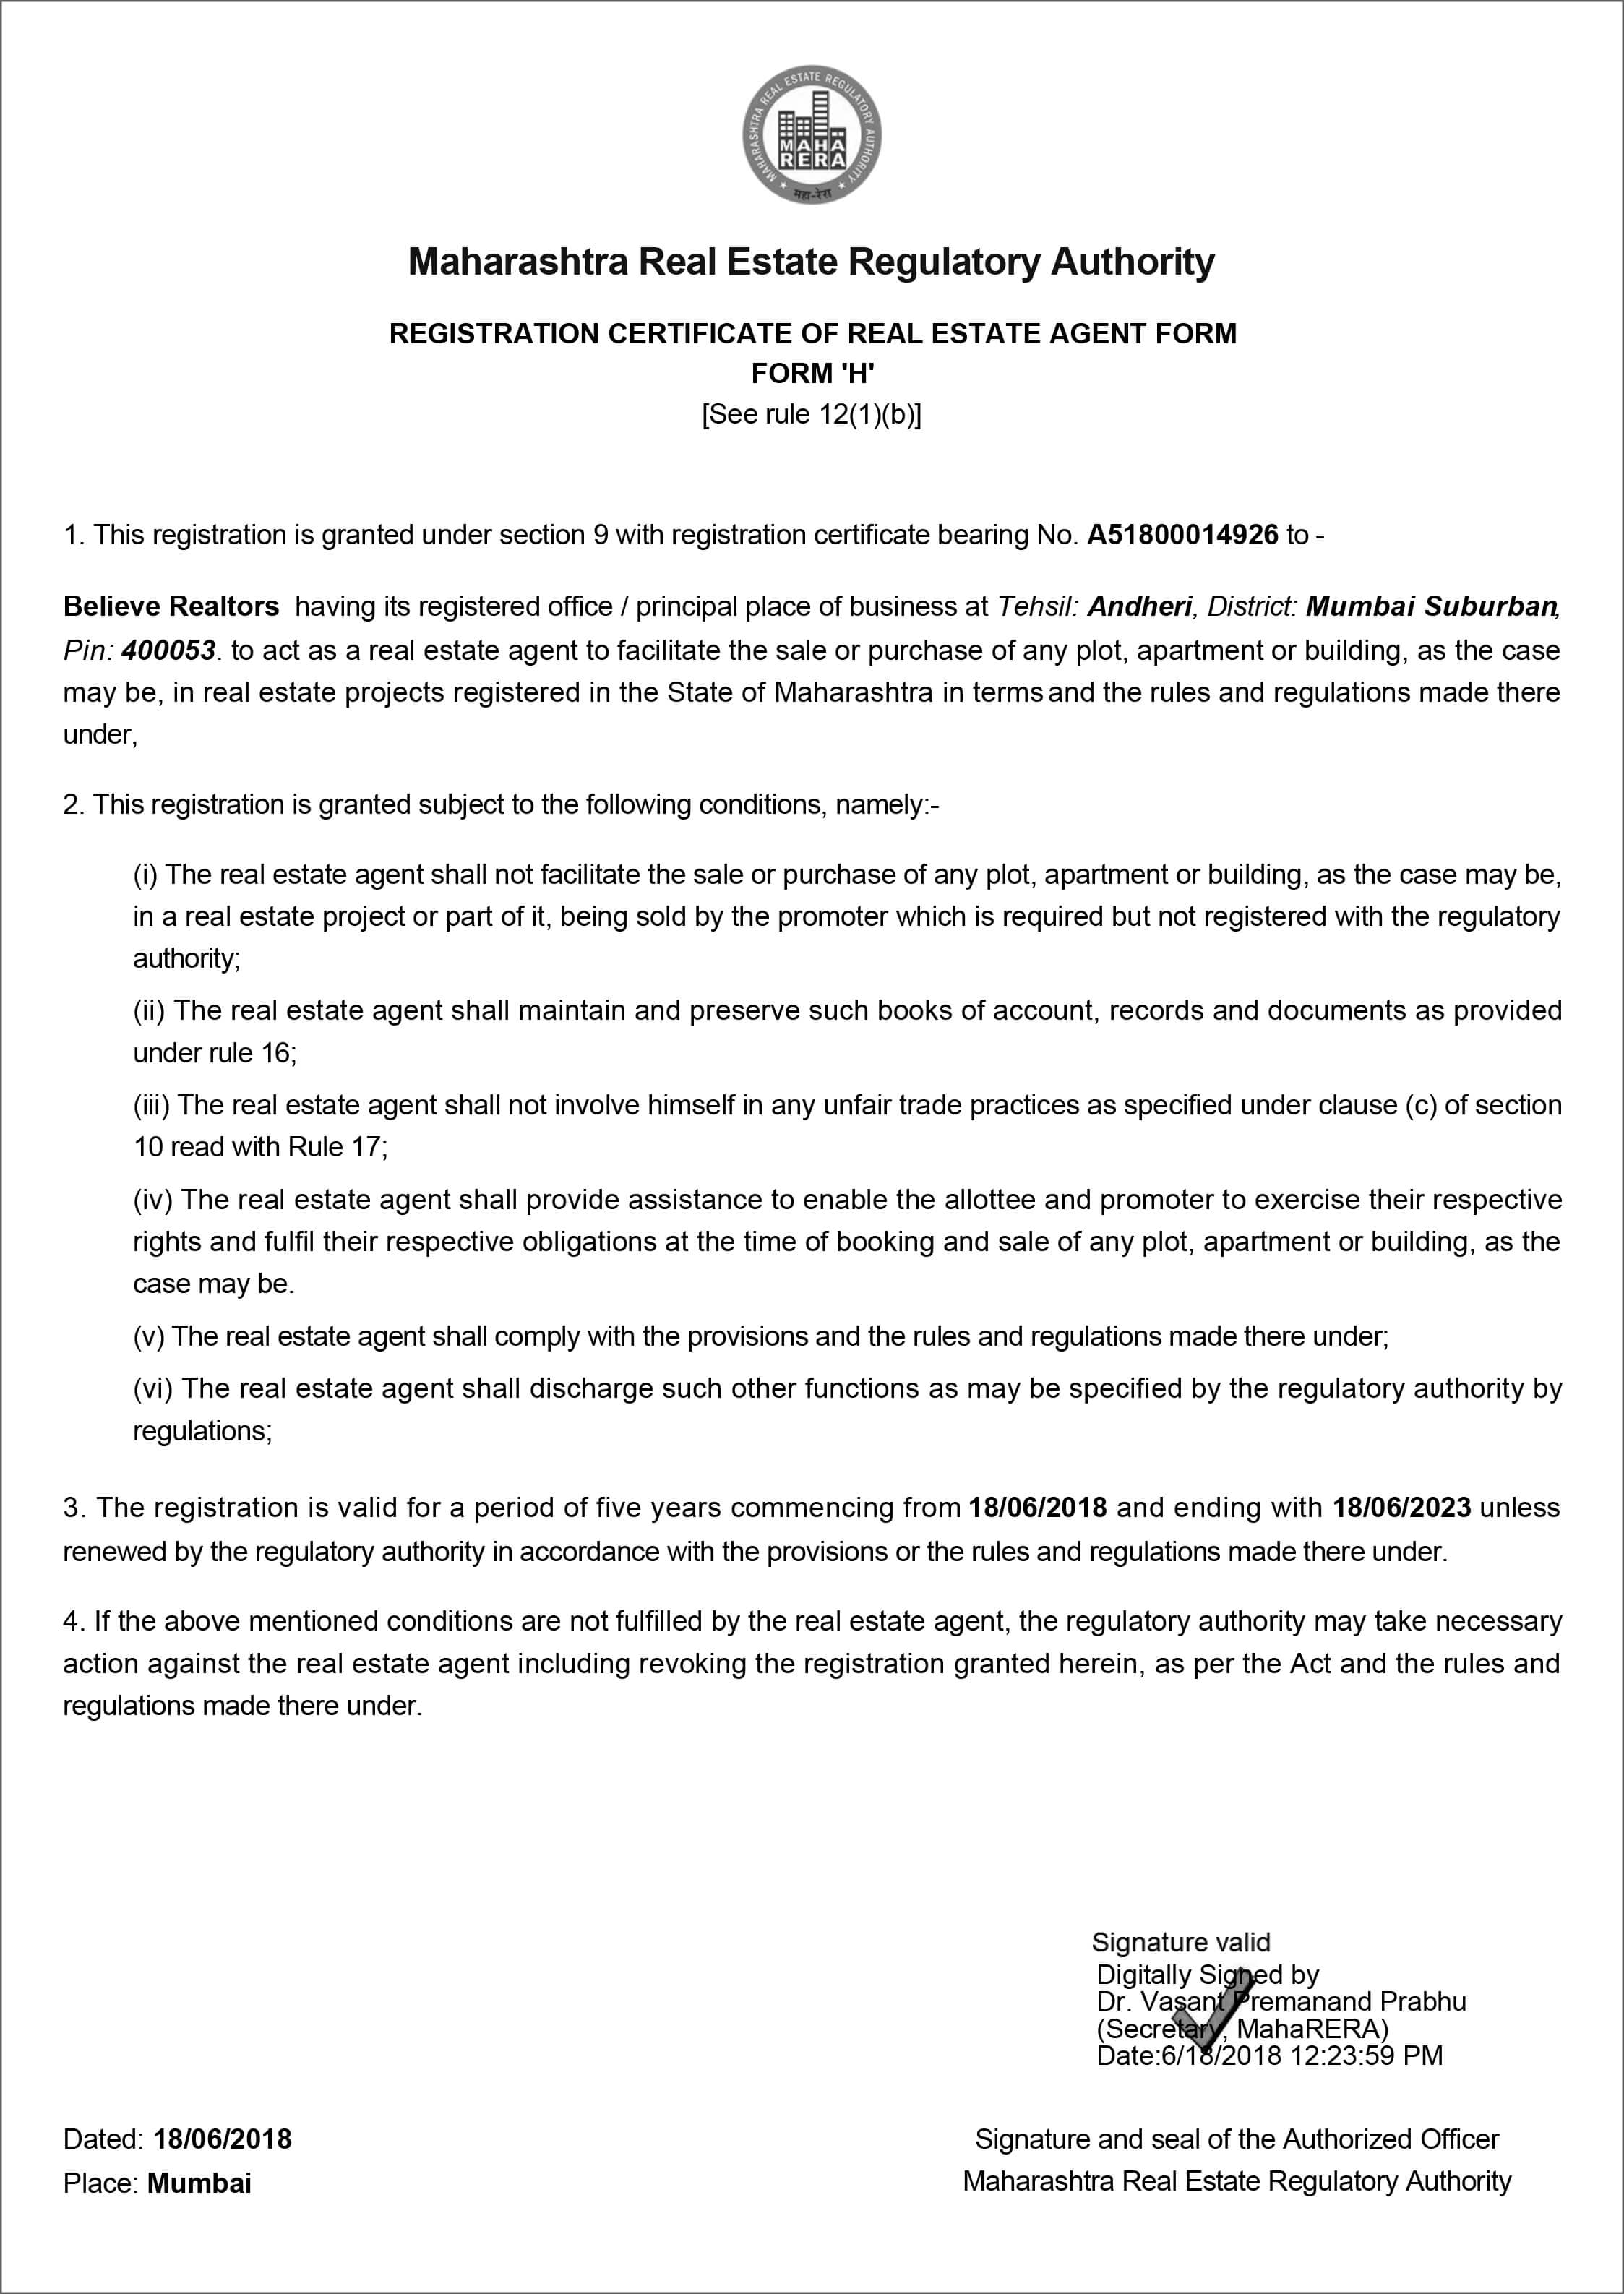 MAHARASHTRA REAL ESTATE REGULATORY AUTHORITY
MAHA
RERA
महा-रेरा
Maharashtra Real Estate Regulatory Authority
REGISTRATION CERTIFICATE OF REAL ESTATE AGENT FORM
FORM 'H'
[See rule 12(1)(b)]
1. This registration is granted under section 9 with registration certificate bearing No. A51800014926 to -
Believe Realtors having its registered office / principal place of business at Tehsil: Andheri, District: Mumbai Suburban,
Pin: 400053. to act as a real estate agent to facilitate the sale or purchase of any plot, apartment or building, as the case
may be, in real estate projects registered in the State of Maharashtra in terms and the rules and regulations made there
under,
2. This registration is granted subject to the following conditions, namely:-
(i) The real estate agent shall not facilitate the sale or purchase of any plot, apartment or building, as the case may be,
in a real estate project or part of it, being sold by the promoter which is required but not registered with the regulatory
authority;
(ii) The real estate agent shall maintain and preserve such books of account, records and documents as provided
under rule 16;
(iii) The real estate agent shall not involve himself in any unfair trade practices as specified under clause (c) of section
10 read with Rule 17;
(iv) The real estate agent shall provide assistance to enable the allottee and promoter to exercise their respective
rights and fulfil their respective obligations at the time of booking and sale of any plot, apartment or building, as the
case may be.
(v) The real estate agent shall comply with the provisions and the rules and regulations made there under;
(vi) The real estate agent shall discharge such other functions as may be specified by the regulatory authority by
regulations;
3. The registration is valid for a period of five years commencing from 18/06/2018 and ending with 18/06/2023 unless
renewed by the regulatory authority in accordance with the provisions or the rules and regulations made there under.
4. If the above mentioned conditions are not fulfilled by the real estate agent, the regulatory authority may take necessary
action against the real estate agent including revoking the registration granted herein, as per the Act and the rules and
regulations made there under.
Signature valid
Digitally Signed by
Dr. Vasant Premanand Prabhu
(Secretary, MahaRERA)
Date:6/18/2018 12:23:59 PM
Dated: 18/06/2018
Place: Mumbai
Signature and seal of the Authorized Officer
Maharashtra Real Estate Regulatory Authority